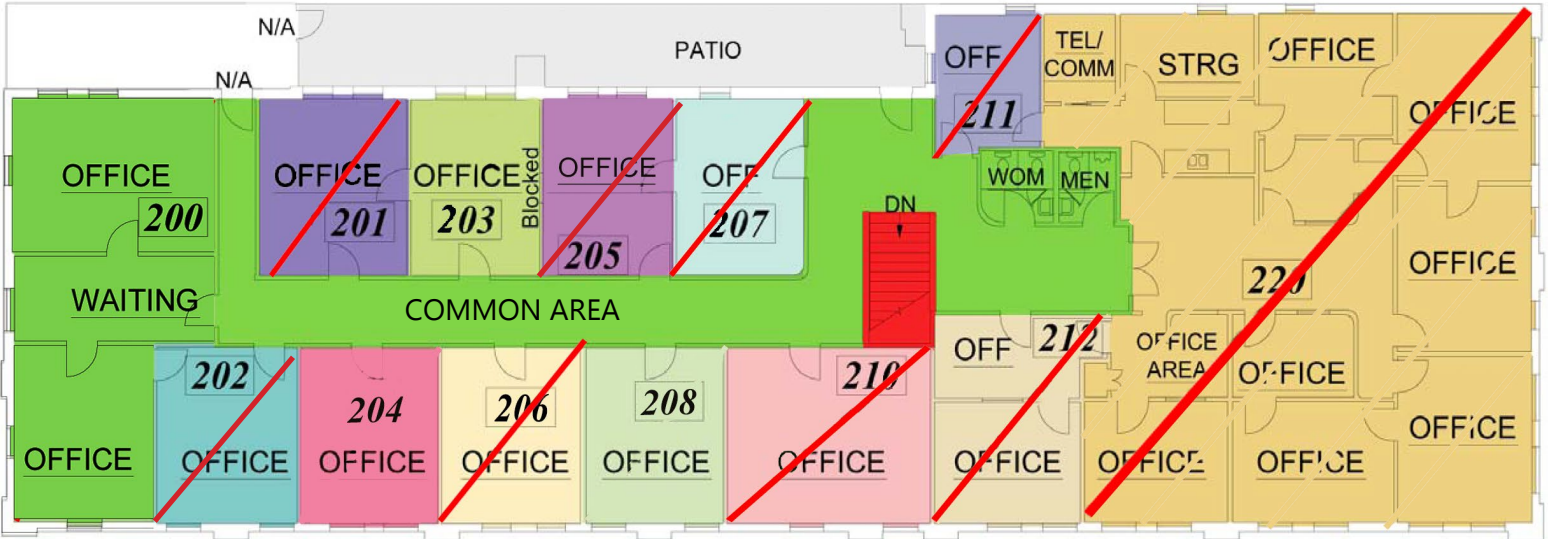 N/A
PATIO
N/A
OFF
211
TEL/
COMM
STRG
OFFICE
OFFICE
OFFICE
200
OFFICE
201
OFFICE
203
Blocked
OFFICE
205
OFF
207
DN
WOM
MEN
WAITING
COMMON AREA
220
OFFICE
OFFICE
202
OFFICE
204
OFFICE
206
OFFICE
208
OFFICE
210
OFFICE
OFF
212
OFFICE
OFFICE
AREA
OFFICE
OFFICE
OFFICE
OFFICE